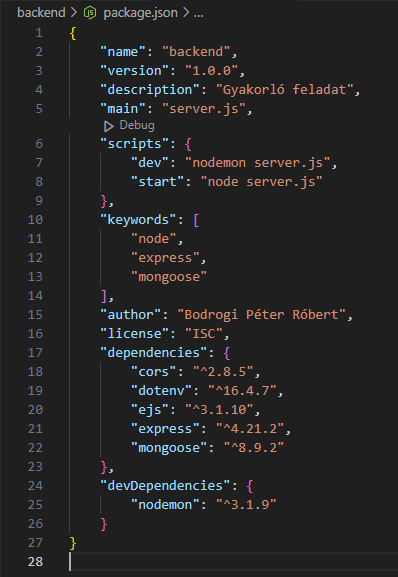 backend > package.json > ...
1 {
2 "name": "backend",
3 "version": "1.0.0",
4 "description": "Gyakorló feladat",
5 "main": "server.js",
Debug
6 "scripts": {
7 "dev": "nodemon server.js",
8 "start": "node server.js"
9 },
10 "keywords": [
11 "node",
12 "express",
13 "mongoose"
14 ],
15 "author": "Bodrogi Péter Róbert",
16 "license": "ISC",
17 "dependencies": {
18 "cors": "^2.8.5",
19 "dotenv": "^16.4.7",
20 "ejs": "^3.1.10",
21 "express": "^4.21.2",
22 "mongoose": "^8.9.2"
23 },
24 "devDependencies": {
25 "nodemon": "^3.1.9"
26 }
27 }
28